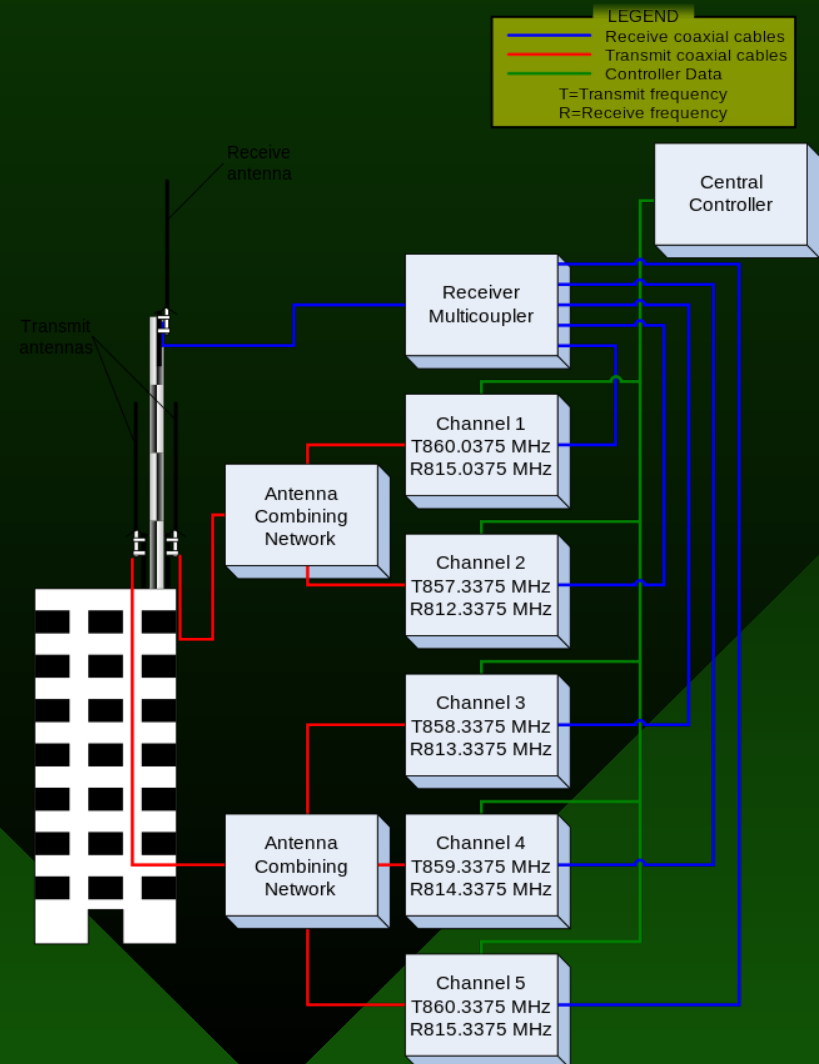 LEGEND
Receive coaxial cables
Transmit coaxial cables
Controller Data
T=Transmit frequency
R=Receive frequency
Receive
antenna
Central
Controller
Receiver
Multicoupler
Transmit
antennas
Channel 1
T860.0375 MHz
R815.0375 MHz
Antenna
Combining
Network
Channel 2
T857.3375 MHz
R812.3375 MHz
Channel 3
T858.3375 MHz
R813.3375 MHz
Antenna
Combining
Network
Channel 4
T859.3375 MHz
R814.3375 MHz
Channel 5
T860.3375 MHz
R815.3375 MHz